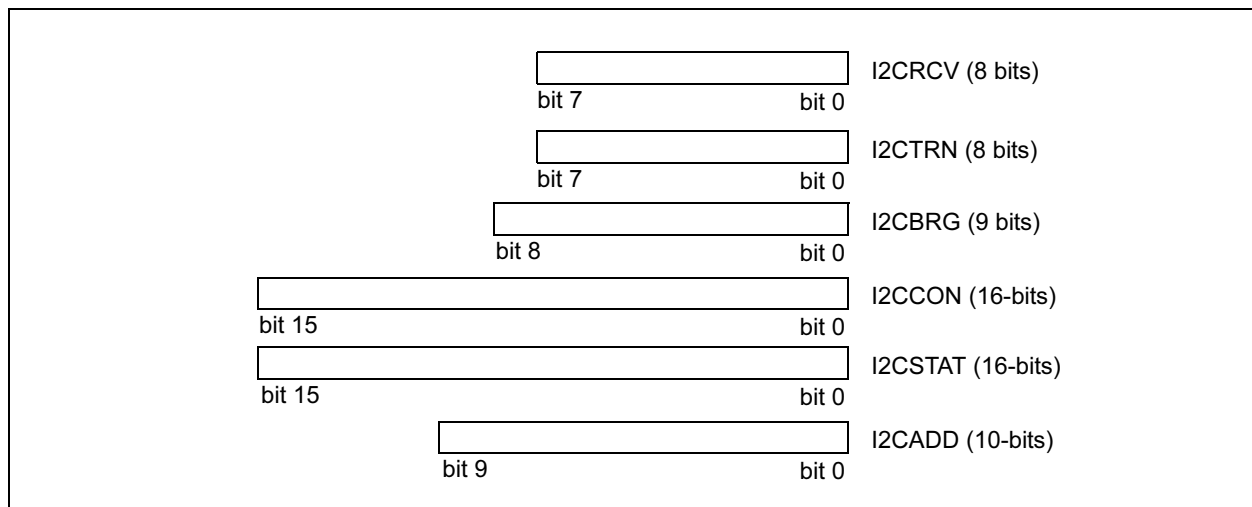 I2CRCV (8 bits)
bit 7 bit 0
I2CTRN (8 bits)
bit 7 bit 0
I2CBRG (9 bits)
bit 8 bit 0
I2CCON (16-bits)
bit 15 bit 0
I2CSTAT (16-bits)
bit 15 bit 0
I2CADD (10-bits)
bit 9 bit 0